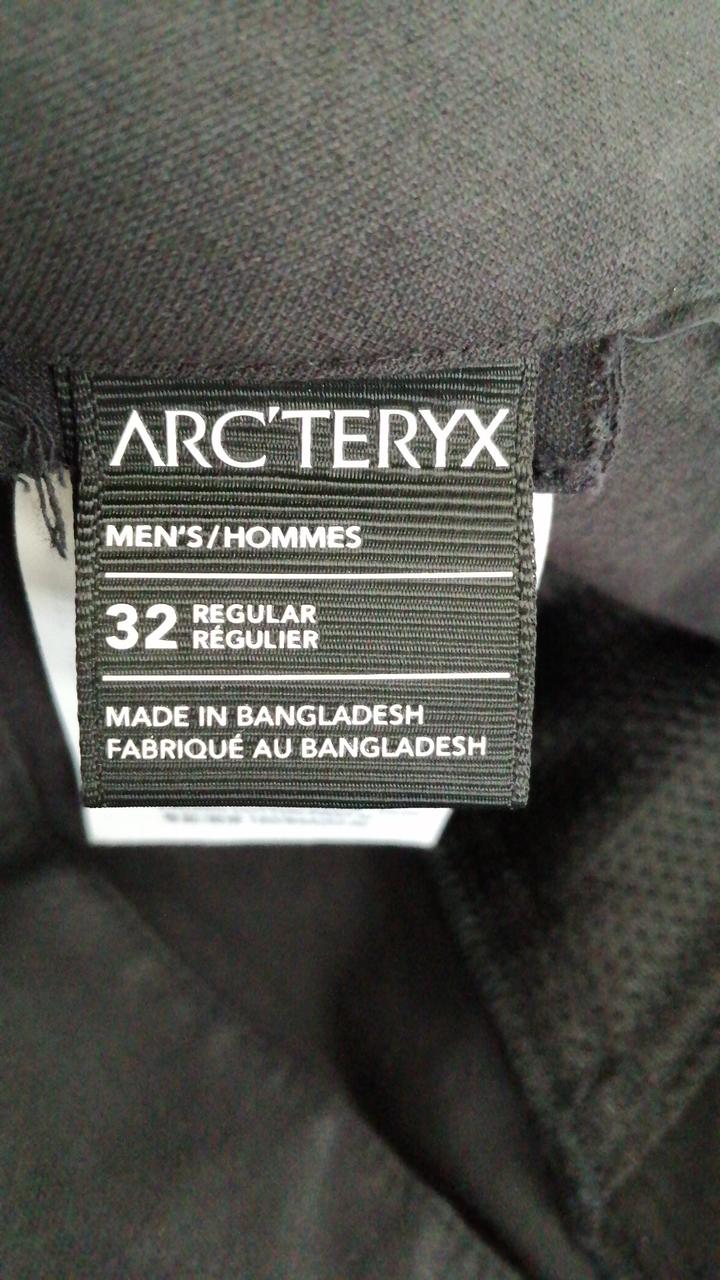 ARC'TERYX
MEN'S/HOMMES
32 REGULAR
RÉGULIER
MADE IN BANGLADESH
FABRIQUÉ AU BANGLADESH